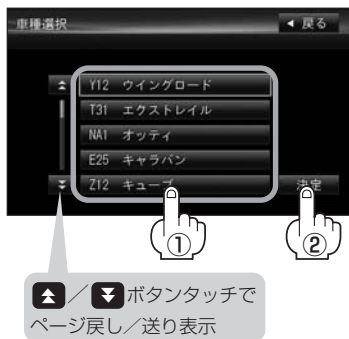 車種選択
◀ 戻る
Y12 ウイングロード
T31 エクストレイル
NA1 オッティ
E25 キャラバン
Z12 キューブ
決定
① ②
／ ボタンタッチで
ページ戻し／送り表示